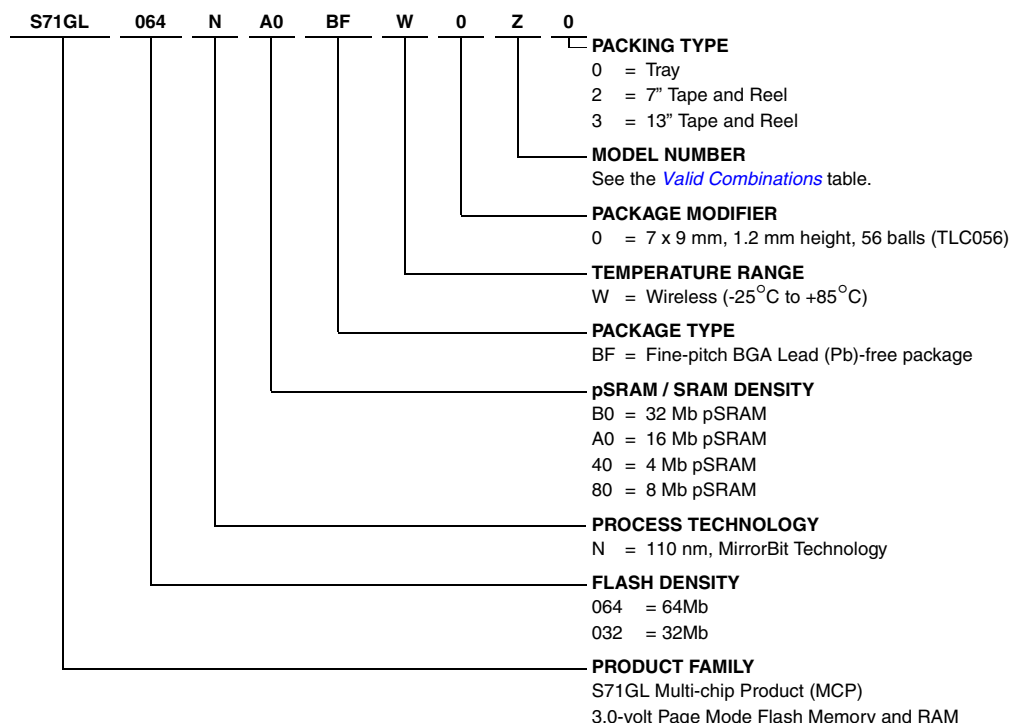 S71GL 064 N A0 BF W 0 Z 0
PACKING TYPE
0 = Tray
2 = 7” Tape and Reel
3 = 13” Tape and Reel
MODEL NUMBER
See the Valid Combinations table.
PACKAGE MODIFIER
0 = 7 x 9 mm, 1.2 mm height, 56 balls (TLC056)
TEMPERATURE RANGE
W = Wireless (-25°C to +85°C)
PACKAGE TYPE
BF = Fine-pitch BGA Lead (Pb)-free package
pSRAM / SRAM DENSITY
B0 = 32 Mb pSRAM
A0 = 16 Mb pSRAM
40 = 4 Mb pSRAM
80 = 8 Mb pSRAM
PROCESS TECHNOLOGY
N = 110 nm, MirrorBit Technology
FLASH DENSITY
064 = 64Mb
032 = 32Mb
PRODUCT FAMILY
S71GL Multi-chip Product (MCP)
3.0-volt Page Mode Flash Memory and RAM